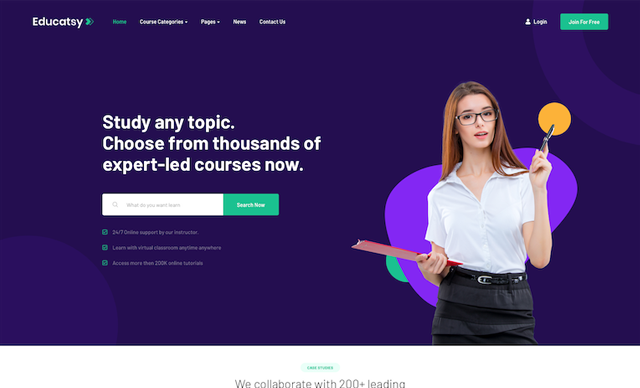 Educatsy
Home
Course Categories
Pages
News
Contact Us
Login
Join For Free
Study any topic.
Choose from thousands of
expert-led courses now.
What do you want learn
Search Now
24/7 Online support by our instructor.
Learn with virtual classroom anytime anywhere
Access more then 200K online tutorials
CASE STUDIES
We collaborate with 200+ leading